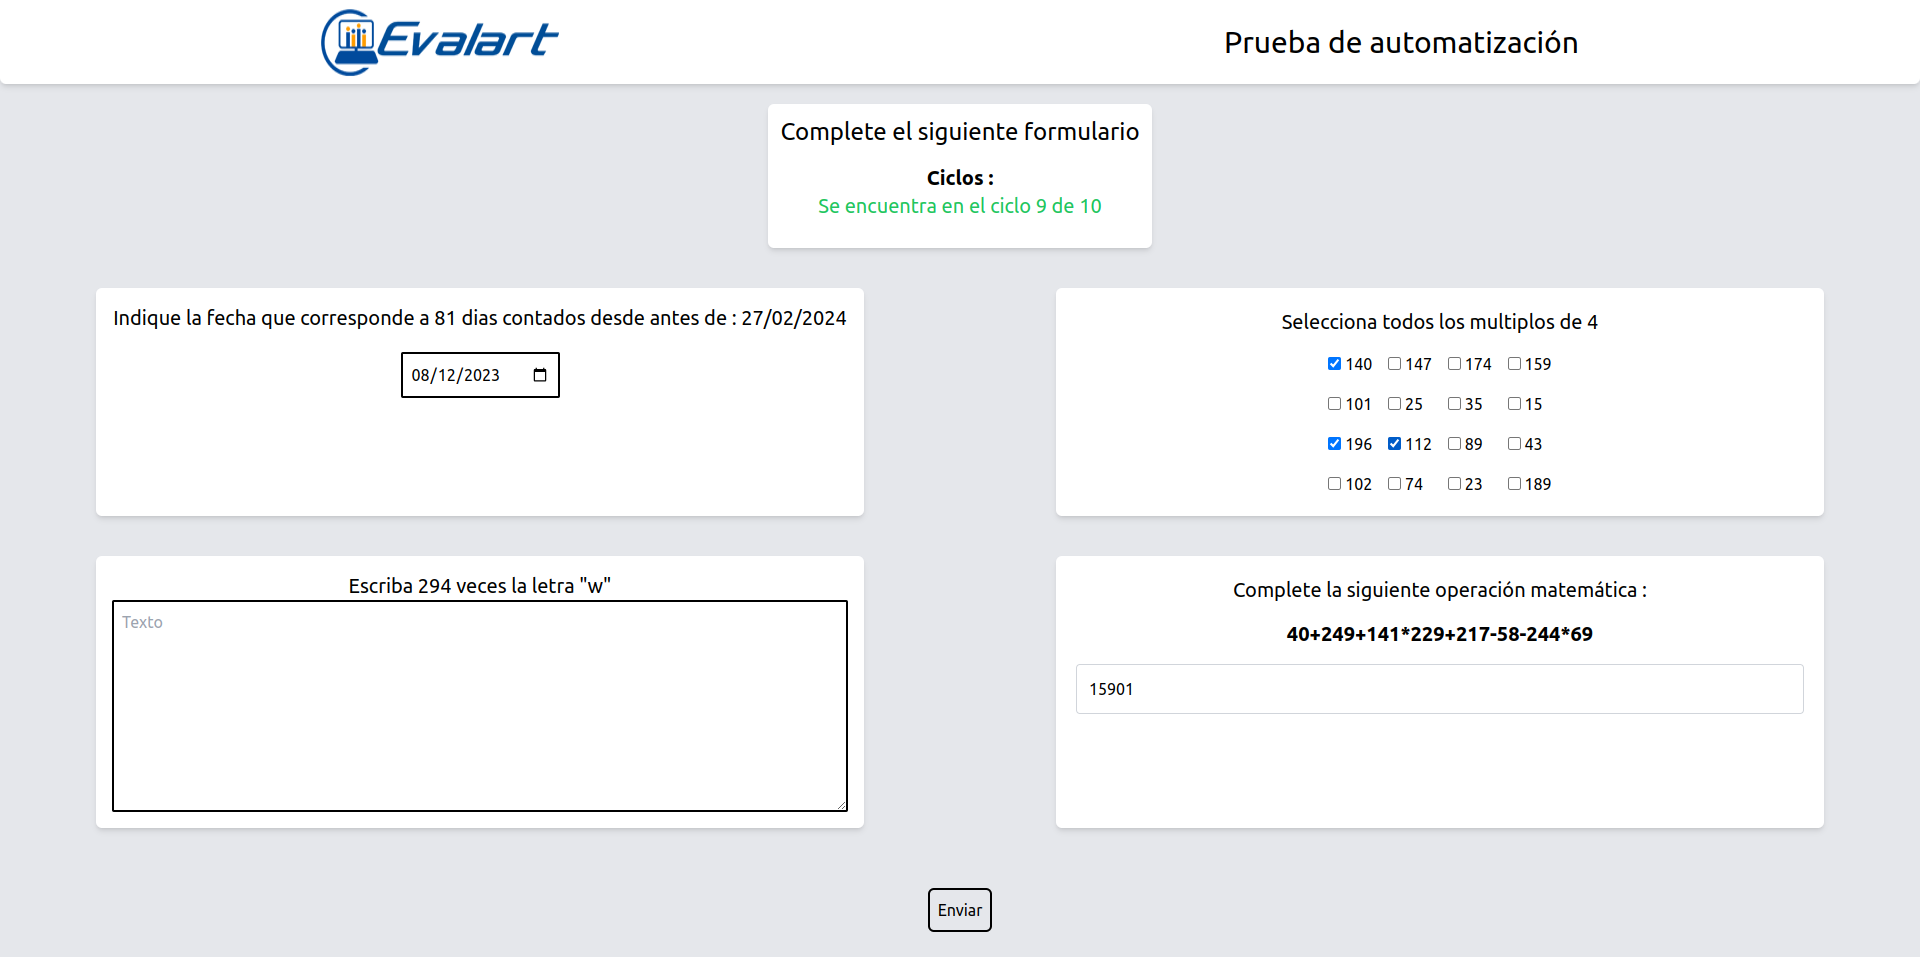 Evalart
Prueba de automatización
Complete el siguiente formulario
Ciclos :
Se encuentra en el ciclo 9 de 10
Indique la fecha que corresponde a 81 dias contados desde antes de : 27/02/2024
08/12/2023
Selecciona todos los multiplos de 4
140 147 174 159
101 25 35 15
196 112 89 43
102 74 23 189
Escriba 294 veces la letra "w"
Texto
Complete la siguiente operación matemática :
40+249+141*229+217-58-244*69
15901
Enviar